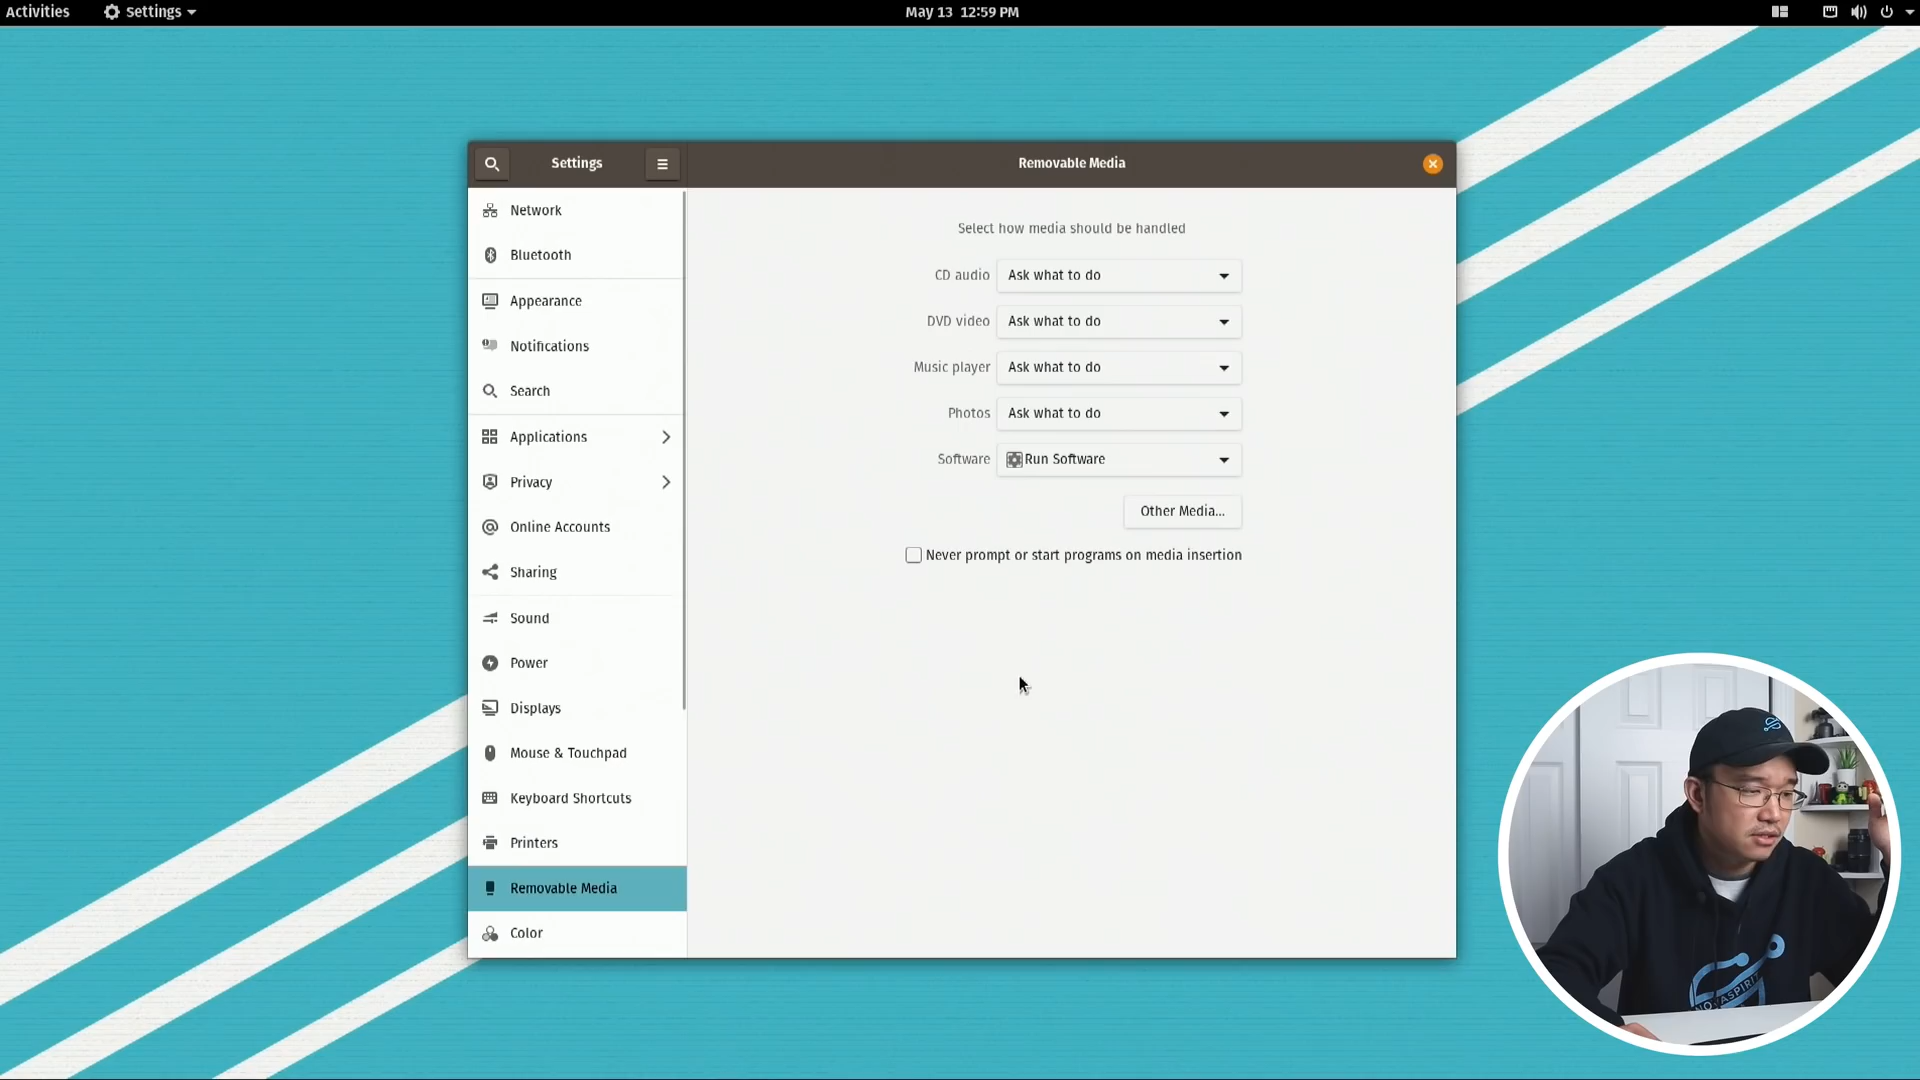 Activities
Settings
May 13 12:59 PM
Settings
Removable Media
Network
Bluetooth
Appearance
Notifications
Search
Applications
Privacy
Online Accounts
Sharing
Sound
Power
Displays
Mouse & Touchpad
Keyboard Shortcuts
Printers
Removable Media
Color
Select how media should be handled
CD audio Ask what to do
DVD video Ask what to do
Music player Ask what to do
Photos Ask what to do
Software Run Software
Other Media...
Never prompt or start programs on media insertion
NOVASPIRIT